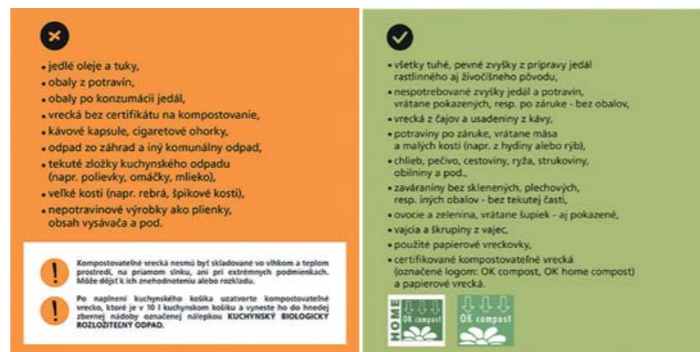 • jedlé oleje a tuky,
• obaly z potravín,
• obaly po konzumácii jedál,
• vrecká bez certifikátu na kompostovanie,
• kávové kapsule, cigaretové ohorky,
• odpad zo záhrad a iný komunálny odpad,
• tekuté zložky kuchynského odpadu
(napr. polievky, omáčky, mlieko),
• veľké kosti (napr. rebrá, špikové kosti),
• nepotravinové výrobky ako plienky,
obsah vysávača a pod.
! Kompostovateľné vrecká nesmú byť skladované vo vlhkom a teplom
prostredí, na priamom slnku, ani pri extrémnych podmienkach.
Môže dôjsť k ich znehodnoteniu alebo rozkladu.
! Po naplnení kuchynského košíka uzatvorte kompostovateľné
vrecko, ktoré je v 10 l kuchynskom košíku a vyneste ho do hnedej
zbernej nádoby označenej nálepkou KUCHYNSKÝ BIOLOGICKY
ROZLOŽITEĽNÝ ODPAD.
• všetky tuhé, pevné zvyšky z prípravy jedál
rastlinného aj živočíšneho pôvodu,
• nespotrebované zvyšky jedál a potravín,
vrátane pokazených, resp. po záruke - bez obalov,
• vrecká z čajov a usadeniny z kávy,
• potraviny po záruke, vrátane mäsa
a malých kostí (napr. z hydiny alebo rýb),
• chlieb, pečivo, cestoviny, ryža, strukoviny,
obilniny a pod.,
• zaváraniny bez sklenených, plechových,
resp. iných obalov - bez tekutej časti,
• ovocie a zelenina, vrátane šupiek - aj pokazené,
• vajcia a škrupiny z vajec,
• použité papierové vreckovky,
• certifikované kompostovateľné vrecká
(označené logom: OK compost, OK home compost)
a papierové vrecká.
HOME
OK compost
OK compost